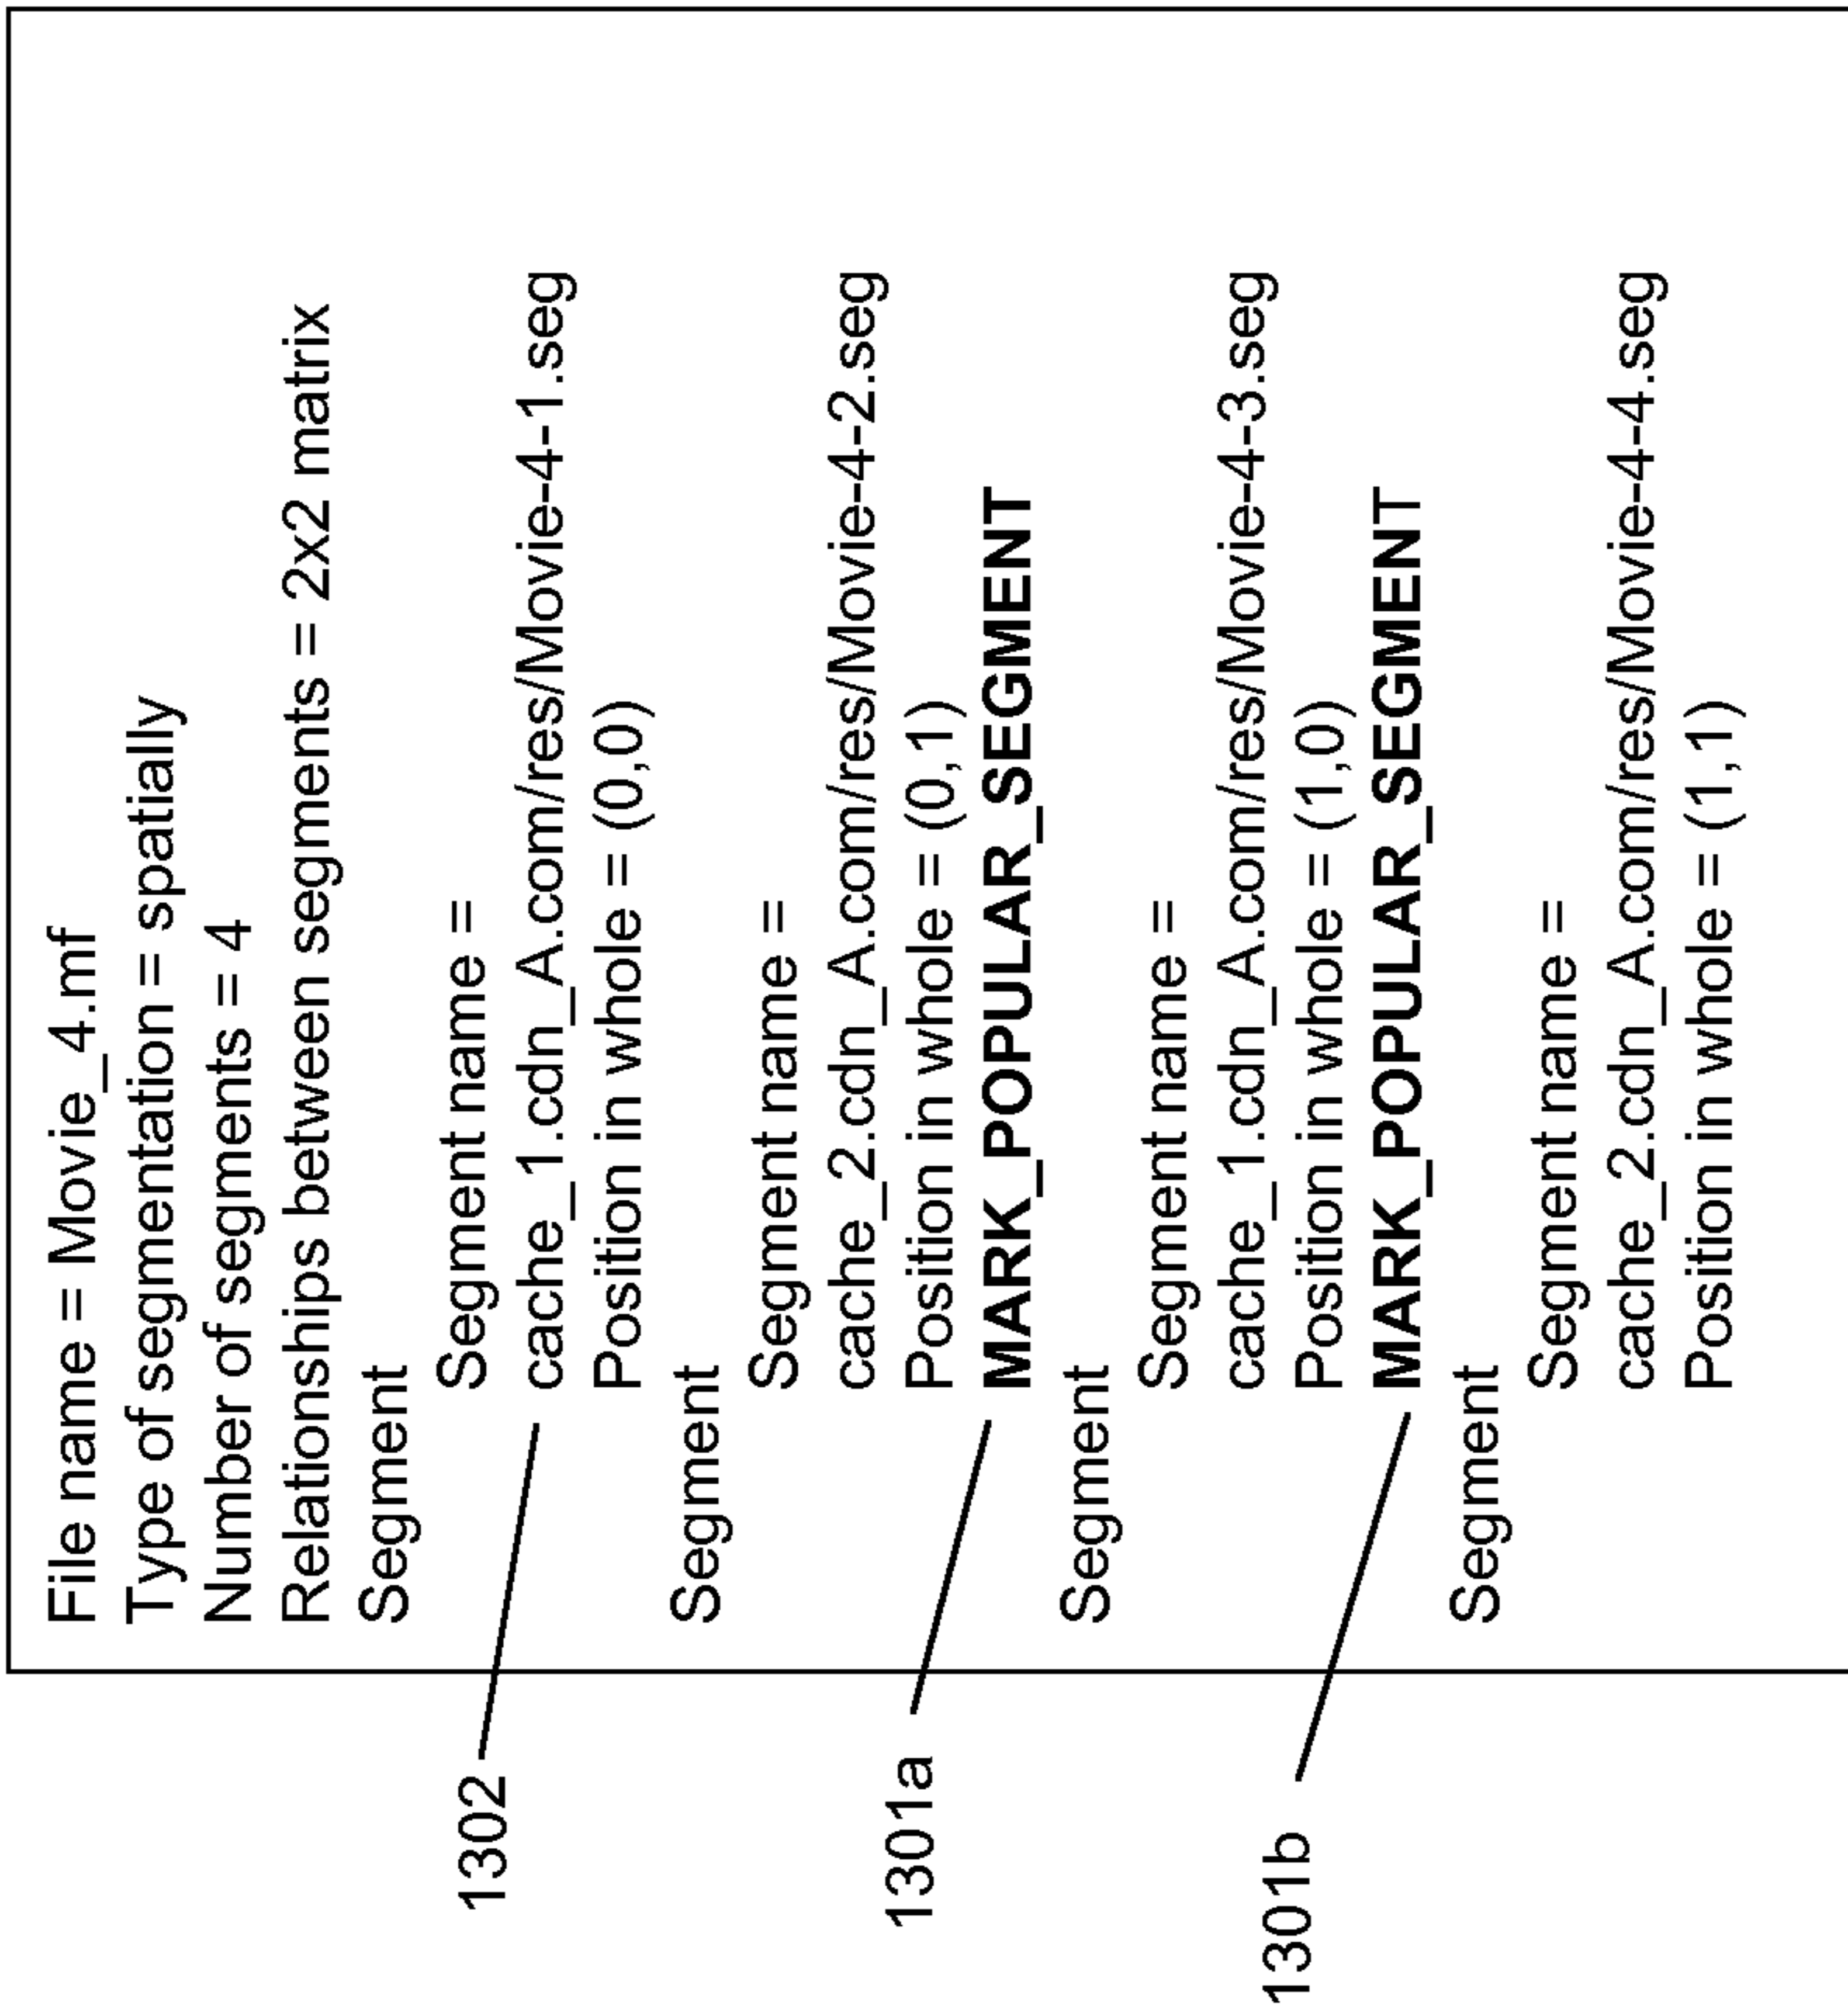 File name = Movie_4.mf
Type of segmentation = spatially
Number of segments = 4
Relationships between segments = 2x2 matrix
Segment
Segment name =
1302
cache_1.cdn_A.com/res/Movie-4-1.seg
Position in whole = (0,0)
Segment
Segment name =
cache_2.cdn_A.com/res/Movie-4-2.seg
1301a
Position in whole = (0,1)
MARK_POPULAR_SEGMENT
Segment
Segment name =
cache_1.cdn_A.com/res/Movie-4-3.seg
1301b
Position in whole = (1,0)
MARK_POPULAR_SEGMENT
Segment
Segment name =
cache_2.cdn_A.com/res/Movie-4-4.seg
Position in whole = (1,1)